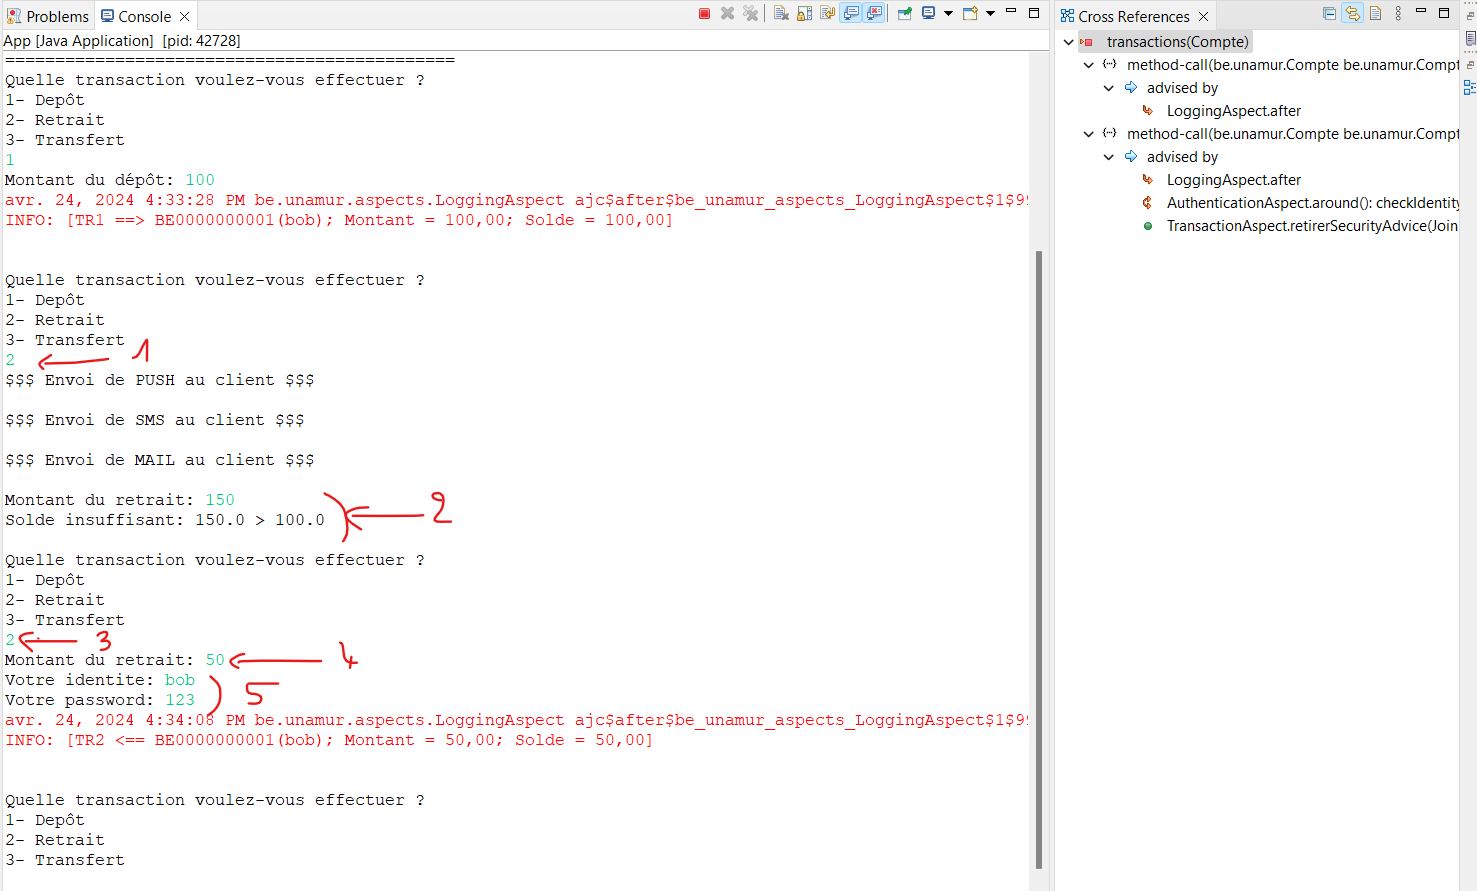 Problems Console
App [Java Application] [pid: 42728]
=============================================
Quelle transaction voulez-vous effectuer ?
1- Depôt
2- Retrait
3- Transfert
1
Montant du dépôt: 100
avr. 24, 2024 4:33:28 PM be.unamur.aspects.LoggingAspect ajc$after$be_unamur_aspects_LoggingAspect$1$9
INFO: [TR1 ==> BE0000000001(bob); Montant = 100,00; Solde = 100,00]
Quelle transaction voulez-vous effectuer ?
1- Depôt
2- Retrait
3- Transfert
2 1
$$$ Envoi de PUSH au client $$$
$$$ Envoi de SMS au client $$$
$$$ Envoi de MAIL au client $$$
Montant du retrait: 150
Solde insuffisant: 150.0 > 100.0
2
Quelle transaction voulez-vous effectuer ?
1- Depôt
2- Retrait
3- Transfert
2 3
Montant du retrait: 50 4
Votre identite: bob
Votre password: 123
5
avr. 24, 2024 4:34:08 PM be.unamur.aspects.LoggingAspect ajc$after$be_unamur_aspects_LoggingAspect$1$9
INFO: [TR2 <== BE0000000001(bob); Montant = 50,00; Solde = 50,00]
Quelle transaction voulez-vous effectuer ?
1- Depôt
2- Retrait
3- Transfert
Cross References
transactions(Compte)
method-call(be.unamur.Compte be.unamur.Compt
advised by
LoggingAspect.after
method-call(be.unamur.Compte be.unamur.Compt
advised by
LoggingAspect.after
AuthenticationAspect.around(): checkIdentity
TransactionAspect.retirerSecurityAdvice(Join